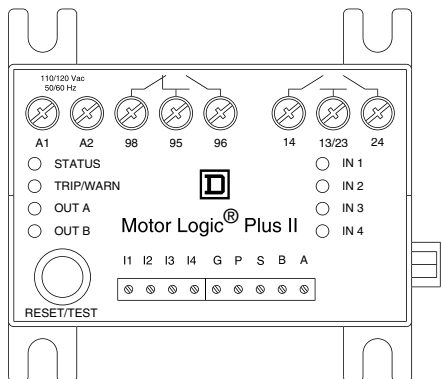 110/120 Vac
50/60 Hz
A1 A2 98 95 96 14 13/23 24
STATUS IN 1
TRIP/WARN IN 2
OUT A IN 3
OUT B IN 4
D
Motor Logic® Plus II
I1 I2 I3 I4 G P S B A
RESET/TEST